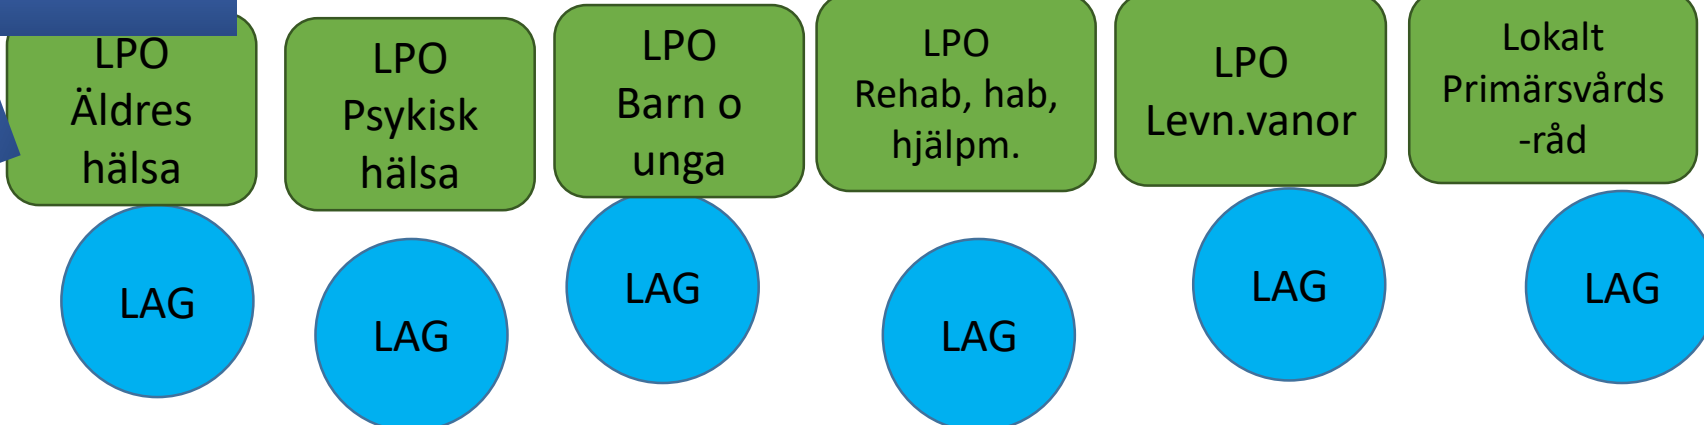 LPO
Äldres
hälsa
LPO
Psykisk
hälsa
LPO
Barn o
unga
LPO
Rehab, hab,
hjälpm.
LPO
Levn.vanor
Lokalt
Primärsvårds
-råd
LAG
LAG
LAG
LAG
LAG
LAG